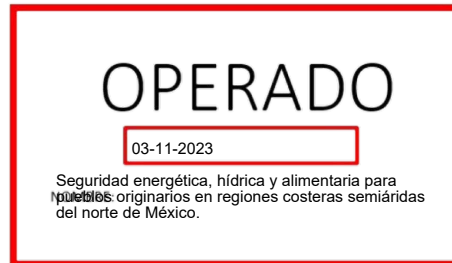 OPERADO
03-11-2023
Seguridad energética, hídrica y alimentaria para
pueblos originarios en regiones costeras semiáridas
del norte de México.